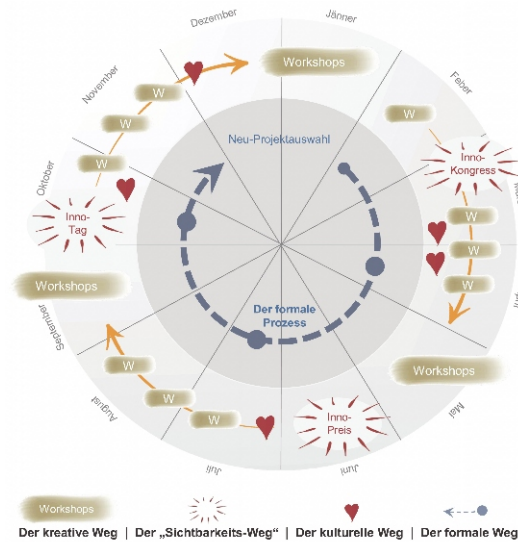 Dezember
Jänner
November
Workshops
Feber
W
W
W
W
Neu-Projektauswahl
Inno-
Kongress
Oktober
Inno-
Tag
W
W
W
Workshops
Der formale
Prozess
September
Workshops
W
W
W
August
Mai
Inno-
Preis
Juli
Juni
Workshops
Der kreative Weg | Der „Sichtbarkeits-Weg“ | Der kulturelle Weg | Der formale Weg